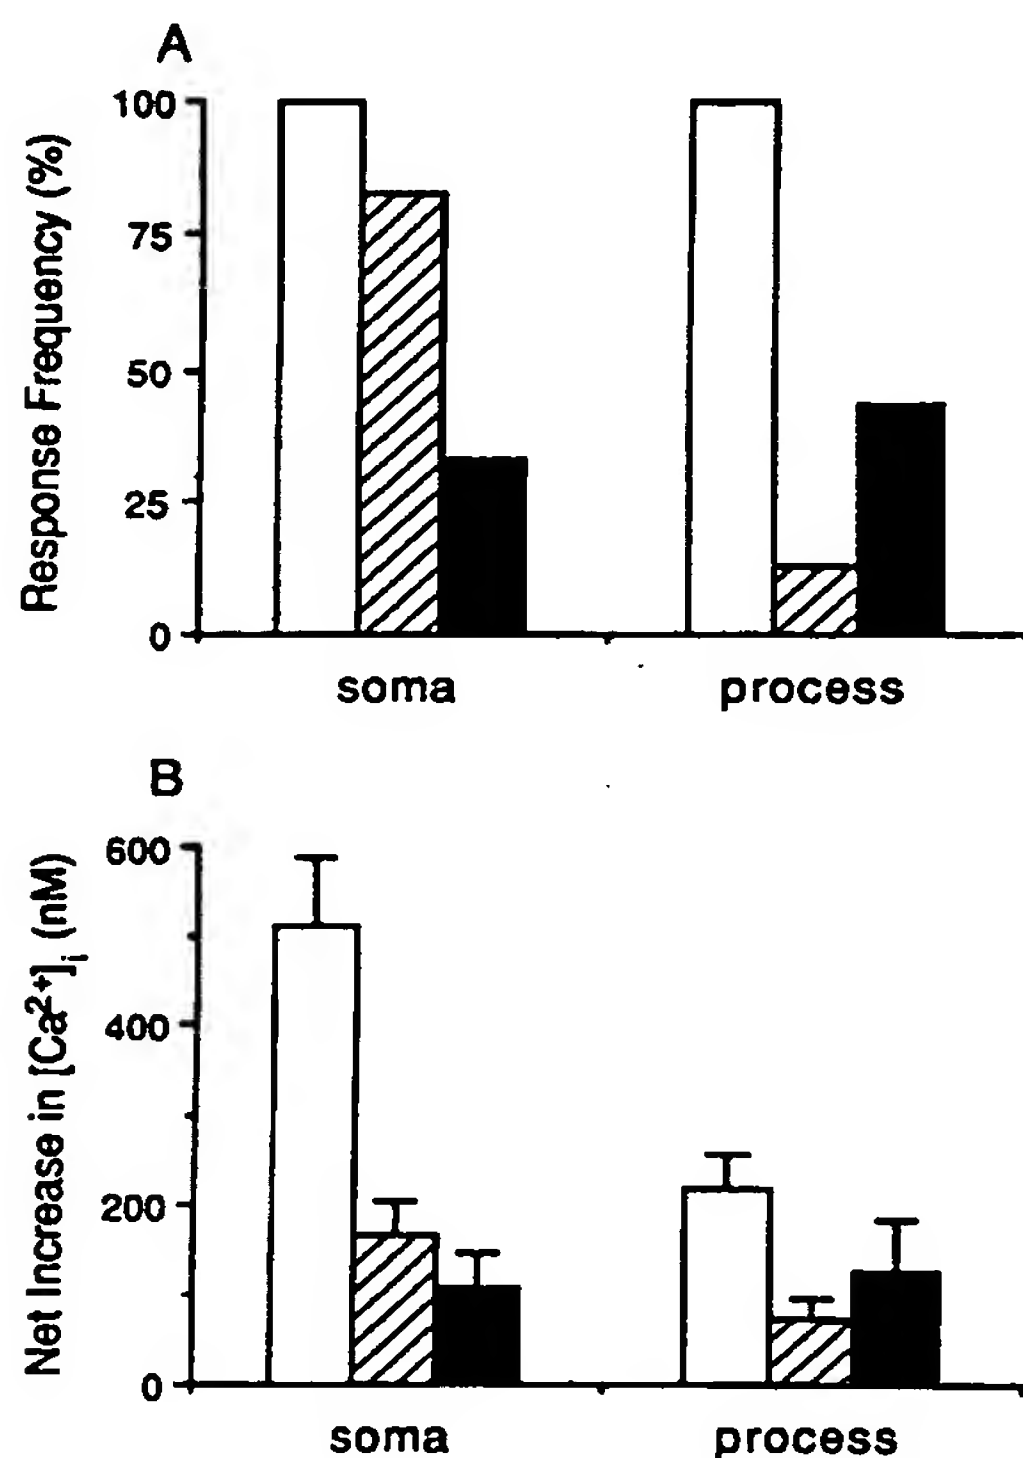 A
Response Frequency (%)
100
75
50
25
0
soma
process
B
Net Increase in [Ca²⁺]ᵢ (nM)
600
400
200
0
soma
process